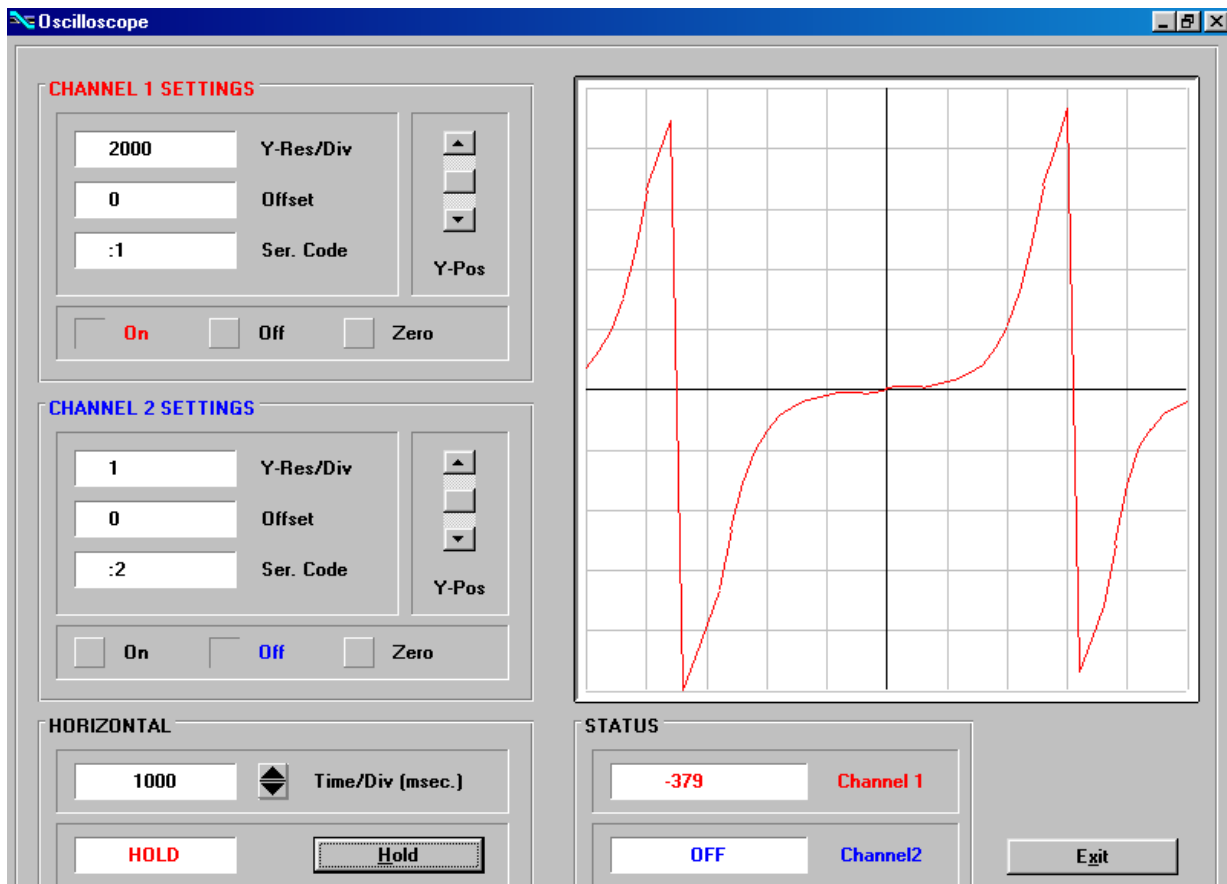 Oscilloscope
CHANNEL 1 SETTINGS
2000 Y-Res/Div
0 Offset
:1 Ser. Code
Y-Pos
On Off Zero
CHANNEL 2 SETTINGS
1 Y-Res/Div
0 Offset
:2 Ser. Code
Y-Pos
On Off Zero
HORIZONTAL
1000 Time/Div (msec.)
HOLD Hold
STATUS
-379 Channel 1
OFF Channel2
Exit